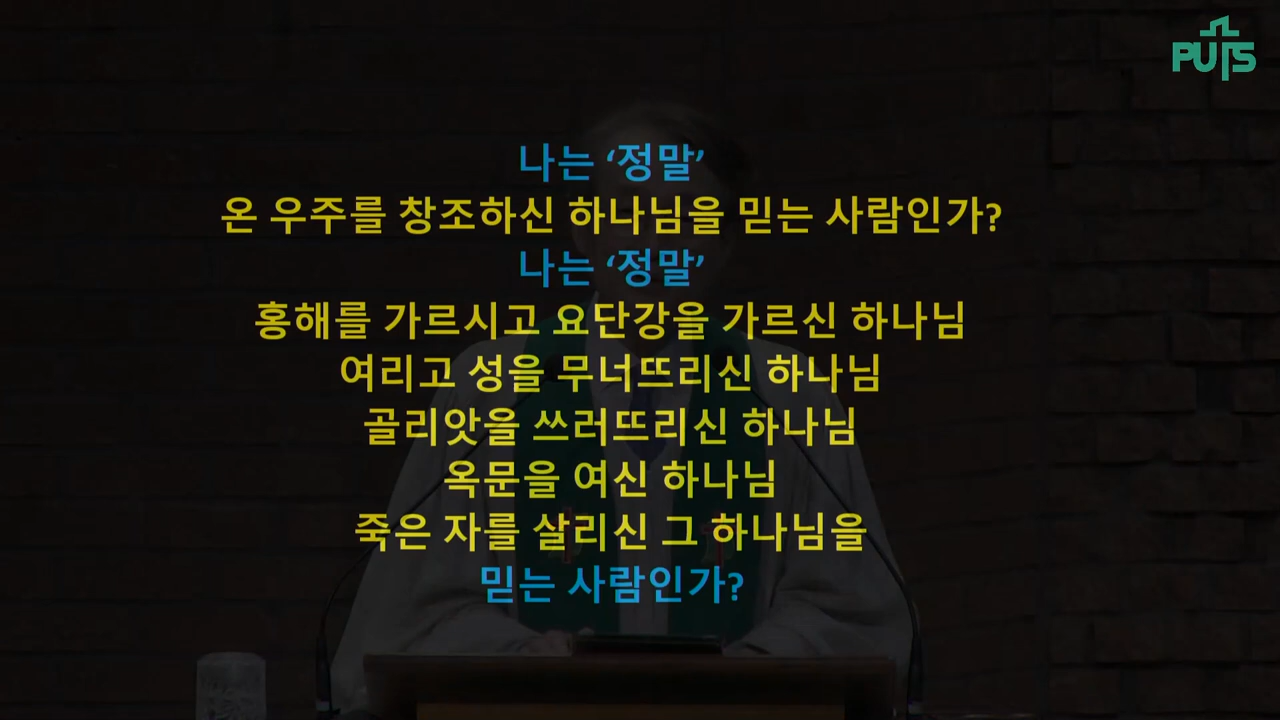 PUTS
나는 ‘정말’
온 우주를 창조하신 하나님을 믿는 사람인가?
나는 ‘정말’
홍해를 가르시고 요단강을 가르신 하나님
여리고 성을 무너뜨리신 하나님
골리앗을 쓰러뜨리신 하나님
옥문을 여신 하나님
죽은 자를 살리신 그 하나님을
믿는 사람인가?